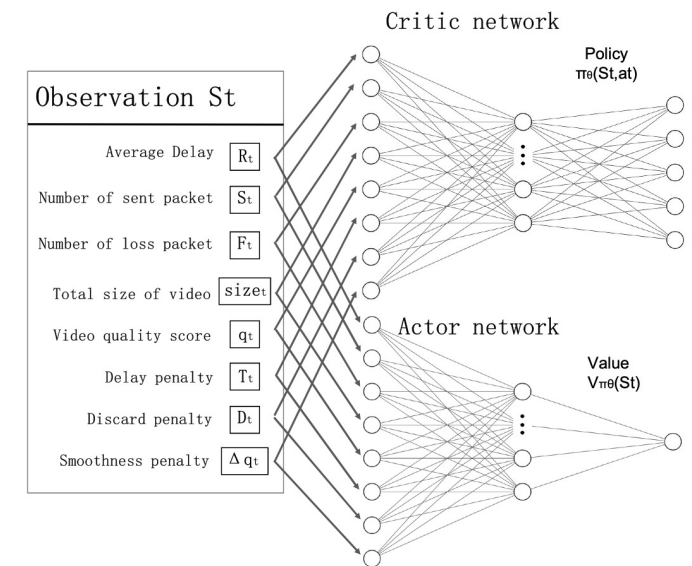 Critic network
Policy
πθ(St,at)
Observation St
Average Delay Rt
Number of sent packet St
Number of loss packet Ft
Total size of video sizet
Video quality score qt
Delay penalty Tt
Discard penalty Dt
Smoothness penalty Δqt
Actor network
Value
Vπθ(St)